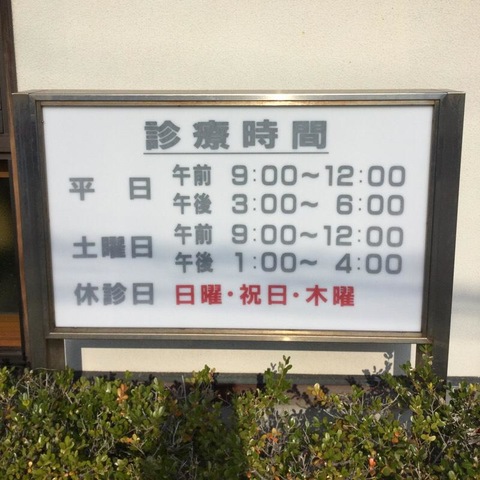 診療時間
平日 午前 9:00～12:00
午後 3:00～6:00
土曜日 午前 9:00～12:00
午後 1:00～4:00
休診日 日曜・祝日・木曜